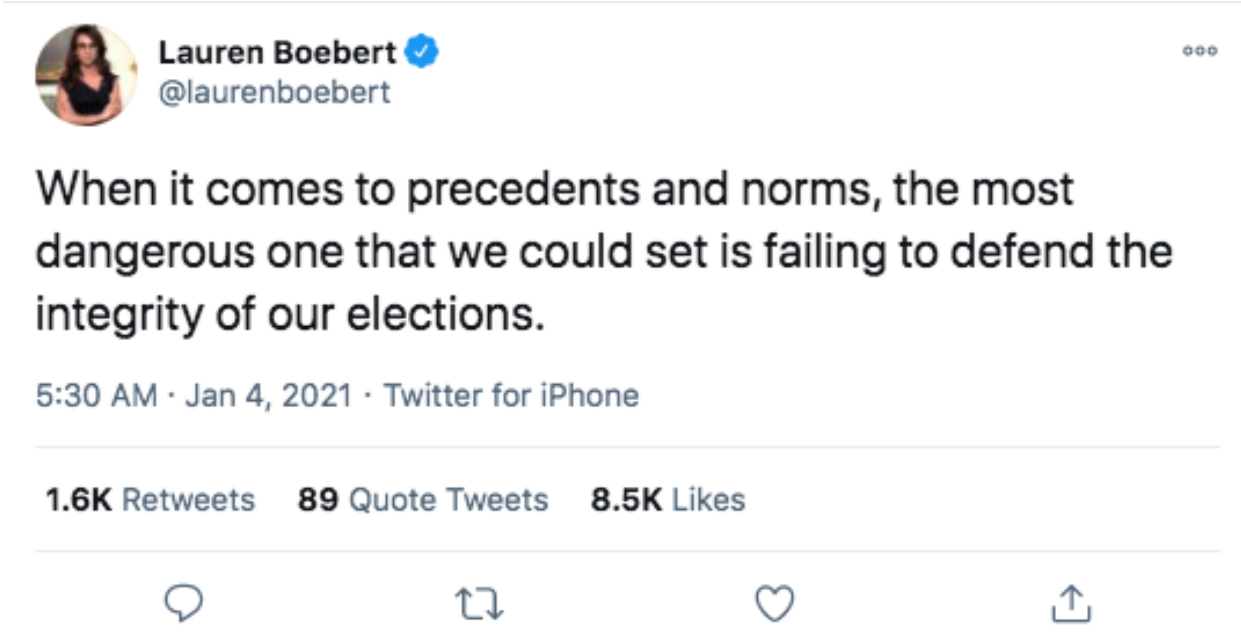 Lauren Boebert
@laurenboebert
When it comes to precedents and norms, the most
dangerous one that we could set is failing to defend the
integrity of our elections.
5:30 AM · Jan 4, 2021 · Twitter for iPhone
1.6K Retweets 89 Quote Tweets 8.5K Likes